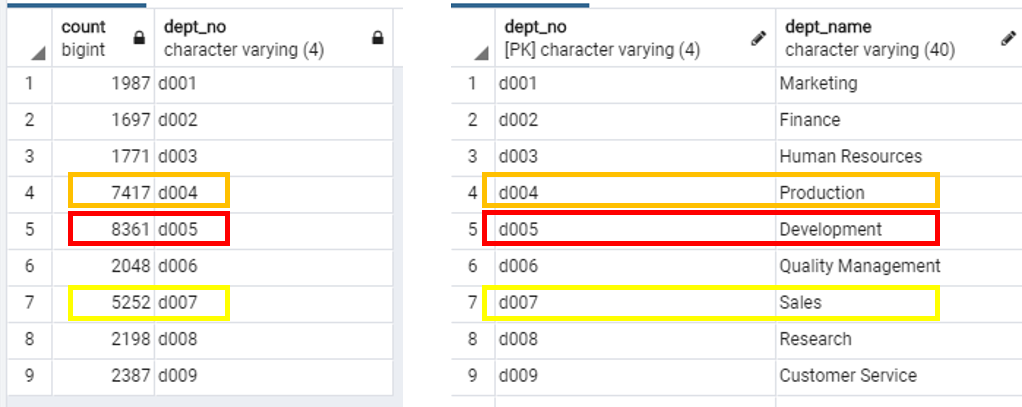 count dept_no
bigint character varying (4)
1 1987 d001
2 1697 d002
3 1771 d003
4 7417 d004
5 8361 d005
6 2048 d006
7 5252 d007
8 2198 d008
9 2387 d009
dept_no dept_name
[PK] character varying (4) character varying (40)
1 d001 Marketing
2 d002 Finance
3 d003 Human Resources
4 d004 Production
5 d005 Development
6 d006 Quality Management
7 d007 Sales
8 d008 Research
9 d009 Customer Service